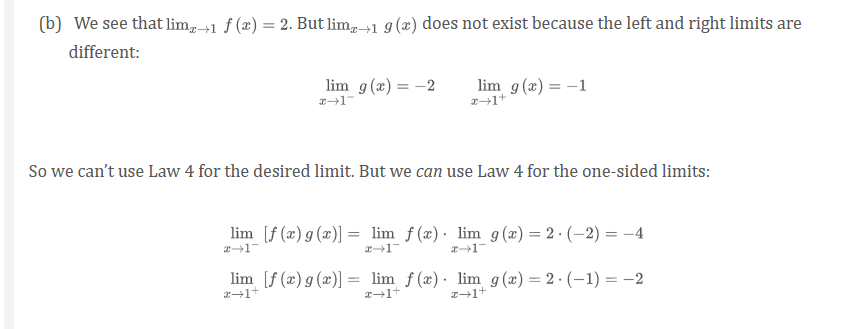 (b) We see that lim_{x→1} f (x) = 2. But lim_{x→1} g (x) does not exist because the left and right limits are
different:
lim_{x→1⁻} g (x) = −2    lim_{x→1⁺} g (x) = −1
So we can’t use Law 4 for the desired limit. But we can use Law 4 for the one-sided limits:
lim_{x→1⁻} [f (x) g (x)] = lim_{x→1⁻} f (x) · lim_{x→1⁻} g (x) = 2 · (−2) = −4
lim_{x→1⁺} [f (x) g (x)] = lim_{x→1⁺} f (x) · lim_{x→1⁺} g (x) = 2 · (−1) = −2